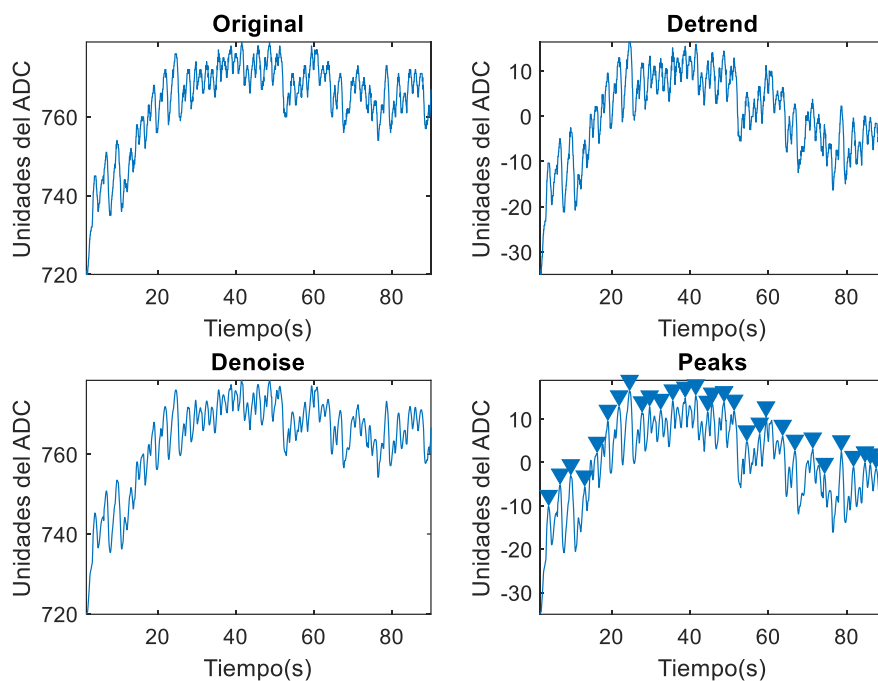 Original
Unidades del ADC
760
740
720
20 40 60 80
Tiempo(s)
Detrend
Unidades del ADC
10
0
-10
-20
-30
20 40 60 80
Tiempo(s)
Denoise
Unidades del ADC
760
740
720
20 40 60 80
Tiempo(s)
Peaks
Unidades del ADC
10
0
-10
-20
-30
20 40 60 80
Tiempo(s)